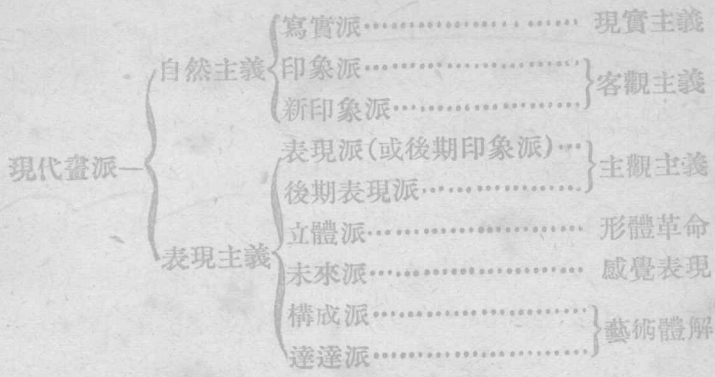 寫實派…………………… 現實主義
自然主義 印象派……………………
客觀主義
新印象派…………………
表現派(或後期印象派)…
現代畫派— 主觀主義
後期表現派………………
立體派…………………… 形體革命
表現主義 未來派…………………… 感覺表現
構成派……………………
藝術體解
達達派……………………